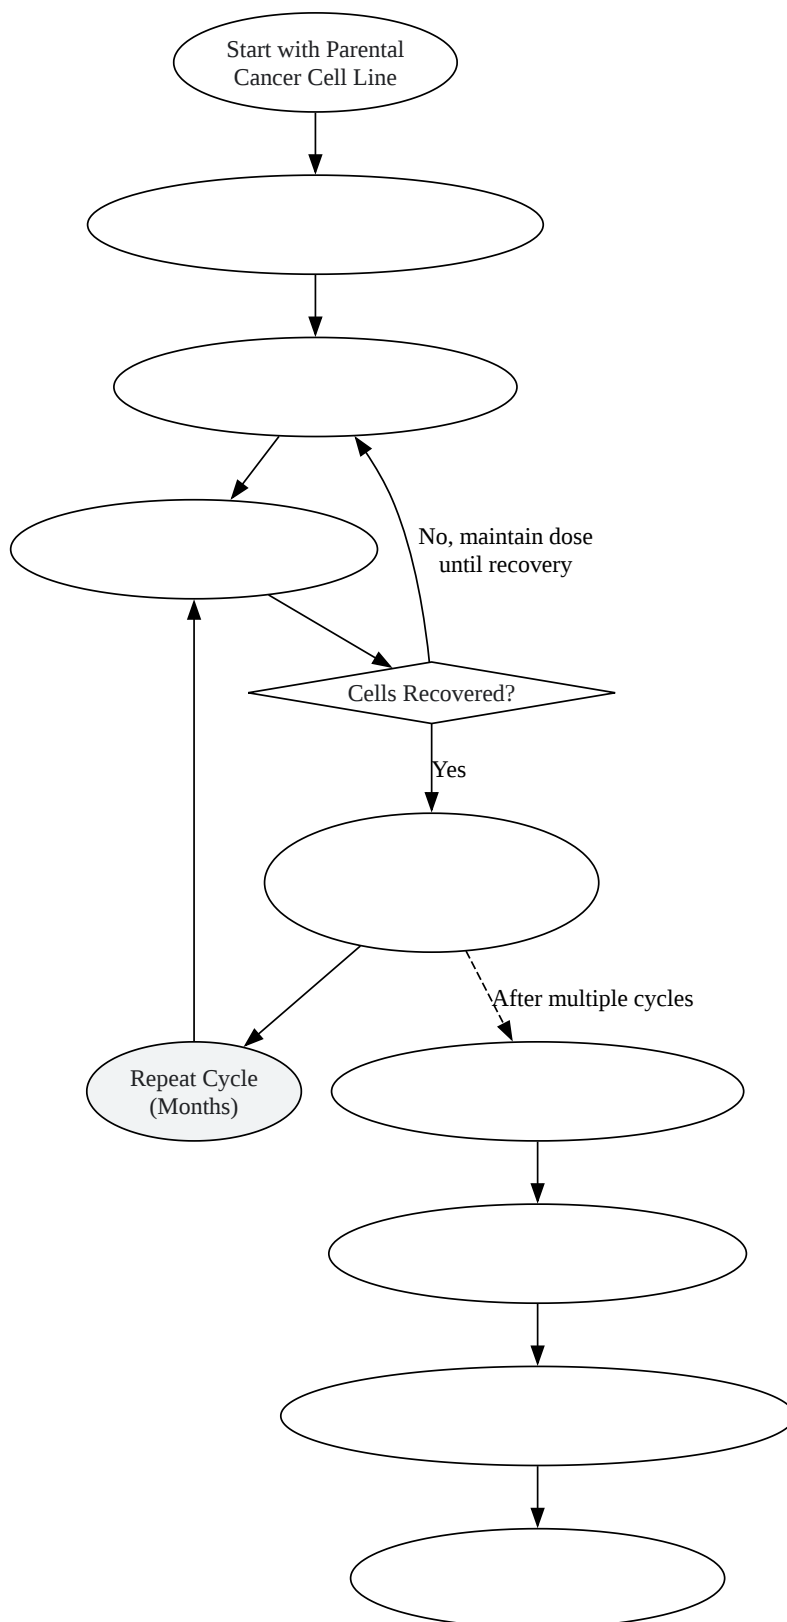 Start with Parental
Cancer Cell Line
No, maintain dose
until recovery
Cells Recovered?
Yes
After multiple cycles
Repeat Cycle
(Months)